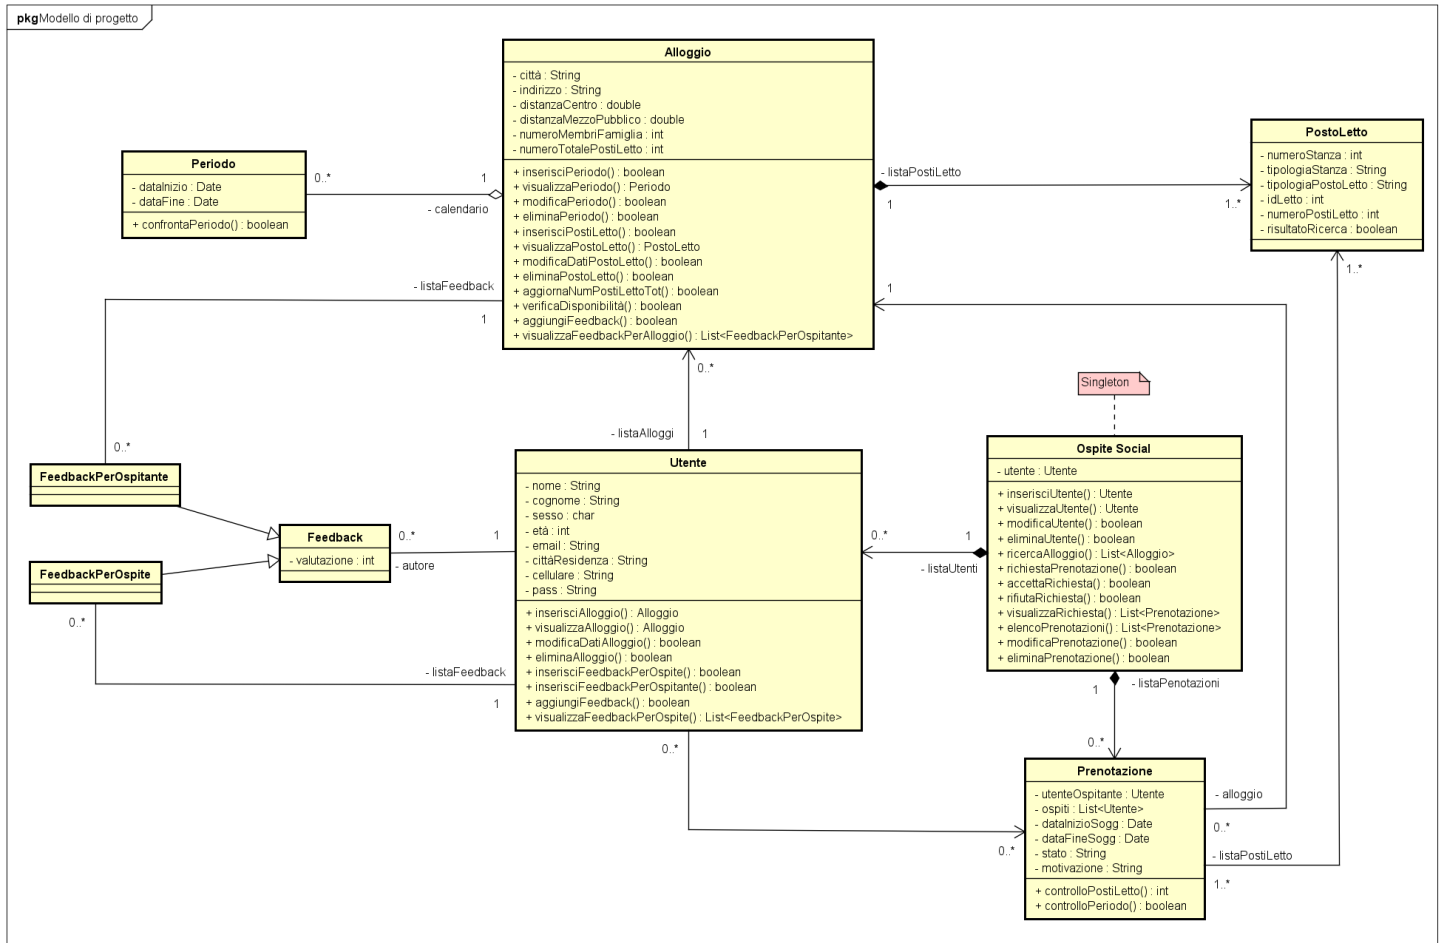 pkg Modello di progetto
Alloggio
- città : String
- indirizzo : String
- distanzaCentro : double
- distanzaMezzoPubblico : double
- numeroMembriFamiglia : int
- numeroTotalePostiLetto : int
+ inserisciPeriodo() : boolean
+ visualizzaPeriodo() : Periodo
+ modificaPeriodo() : boolean
+ eliminaPeriodo() : boolean
+ inserisciPostiLetto() : boolean
+ visualizzaPostoLetto() : PostoLetto
+ modificaDatiPostoLetto() : boolean
+ eliminaPostoLetto() : boolean
+ aggiornaNumPostiLettoTot() : boolean
+ verificaDisponibilità() : boolean
+ aggiungiFeedback() : boolean
+ visualizzaFeedbackPerAlloggio() : List<FeedbackPerOspitante>
Periodo
- dataInizio : Date
- dataFine : Date
+ confrontaPeriodo() : boolean
0..*
1
- calendario
PostoLetto
- numeroStanza : int
- tipologiaStanza : String
- tipologiaPostoLetto : String
- idLetto : int
- numeroPostiLetto : int
- risultatoRicerca : boolean
- listaPostiLetto
1
1..*
1..*
- listaFeedback
1
1
0..*
0..*
- listaAlloggi
1
Singleton
FeedbackPerOspitante
FeedbackPerOspite
0..*
Feedback
- valutazione : int
0..*
1
- autore
- listaFeedback
1
Utente
- nome : String
- cognome : String
- sesso : char
- età : int
- email : String
- cittàResidenza : String
- cellulare : String
- pass : String
+ inserisciAlloggio() : Alloggio
+ visualizzaAlloggio() : Alloggio
+ modificaDatiAlloggio() : boolean
+ eliminaAlloggio() : boolean
+ inserisciFeedbackPerOspite() : boolean
+ inserisciFeedbackPerOspitante() : boolean
+ aggiungiFeedback() : boolean
+ visualizzaFeedbackPerOspite() : List<FeedbackPerOspite>
0..*
1
- listaUtenti
Ospite Social
- utente : Utente
+ inserisciUtente() : Utente
+ visualizzaUtente() : Utente
+ modificaUtente() : boolean
+ eliminaUtente() : boolean
+ ricercaAlloggio() : List<Alloggio>
+ richiestaPrenotazione() : boolean
+ accettaRichiesta() : boolean
+ rifiutaRichiesta() : boolean
+ visualizzaRichiesta() : List<Prenotazione>
+ elencoPrenotazioni() : List<Prenotazione>
+ modificaPrenotazione() : boolean
+ eliminaPrenotazione() : boolean
1
- listaPenotazioni
0..*
0..*
0..*
Prenotazione
- utenteOspitante : Utente
- ospiti : List<Utente>
- dataInizioSogg : Date
- dataFineSogg : Date
- stato : String
- motivazione : String
+ controlloPostiLetto() : int
+ controlloPeriodo() : boolean
- alloggio
0..*
- listaPostiLetto
1..*